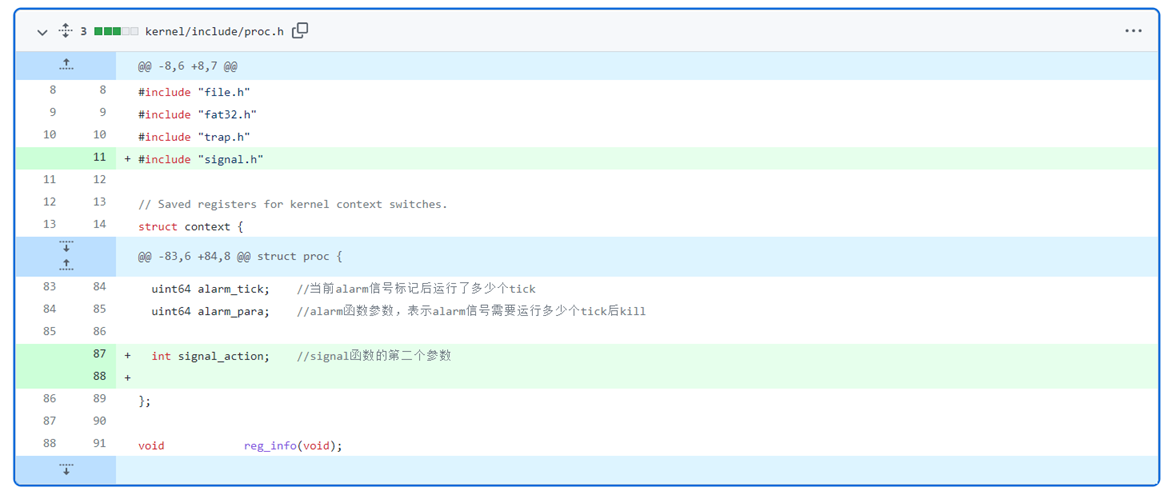 3 kernel/include/proc.h
@@ -8,6 +8,7 @@
8 8 #include "file.h"
9 9 #include "fat32.h"
10 10 #include "trap.h"
11 + #include "signal.h"
11 12
12 13 // Saved registers for kernel context switches.
13 14 struct context {
@@ -83,6 +84,8 @@ struct proc {
83 84 uint64 alarm_tick; //当前alarm信号标记后运行了多少个tick
84 85 uint64 alarm_para; //alarm函数参数，表示alarm信号需要运行多少个tick后kill
85 86
87 + int signal_action; //signal函数的第二个参数
88 +
86 89 };
87 90
88 91 void reg_info(void);